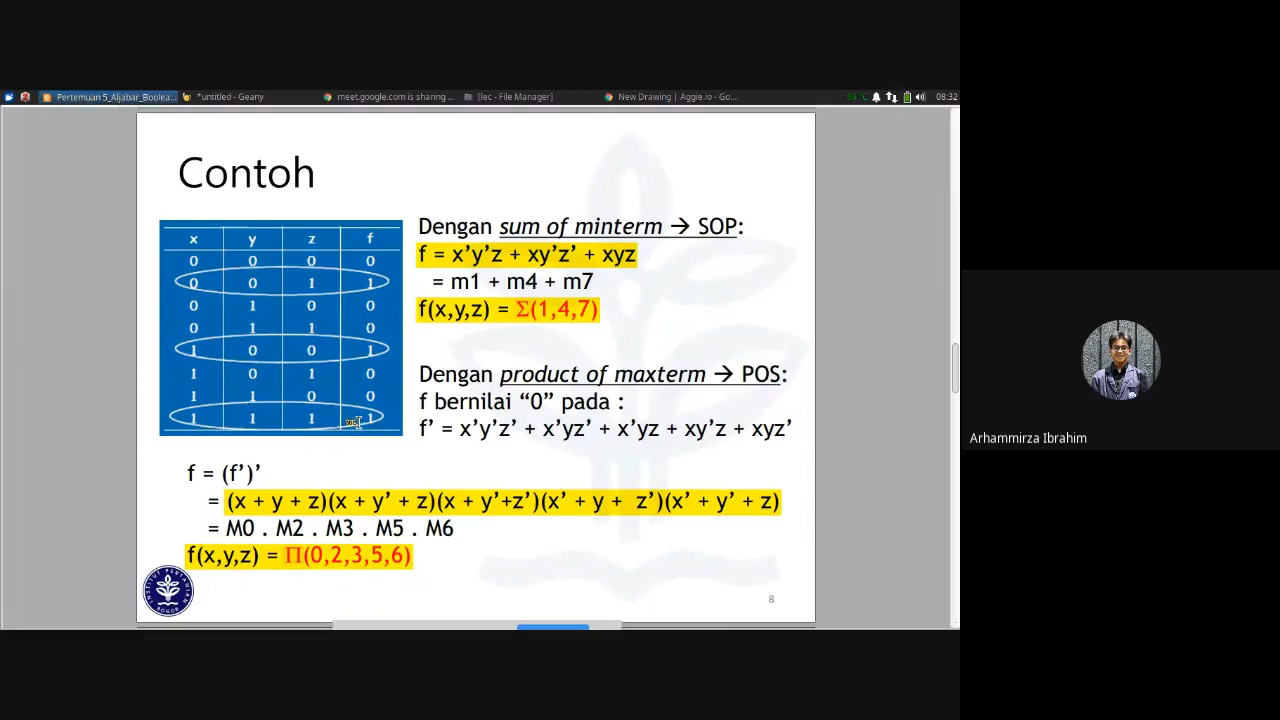 Pertemuan 5_Aljabar_Boolea... *untitled - Geany meet.google.com is sharing ... [lec - File Manager] New Drawing | Aggie.io - Go... 69°C 08:32
Contoh
x y z f
0 0 0 0
0 0 1 1
0 1 0 0
0 1 1 0
1 0 0 1
1 0 1 0
1 1 0 0
1 1 1 1
Dengan sum of minterm → SOP:
f = x’y’z + xy’z’ + xyz
= m1 + m4 + m7
f(x,y,z) = Σ(1,4,7)
Dengan product of maxterm → POS:
f bernilai “0” pada :
f’ = x’y’z’ + x’yz’ + x’yz + xy’z + xyz’
f = (f’)’
= (x + y + z)(x + y’ + z)(x + y’+z’)(x’ + y + z’)(x’ + y’ + z)
= M0 . M2 . M3 . M5 . M6
f(x,y,z) = Π(0,2,3,5,6)
INSTITUT PERTANIAN
BOGOR
8
Arhammirza Ibrahim